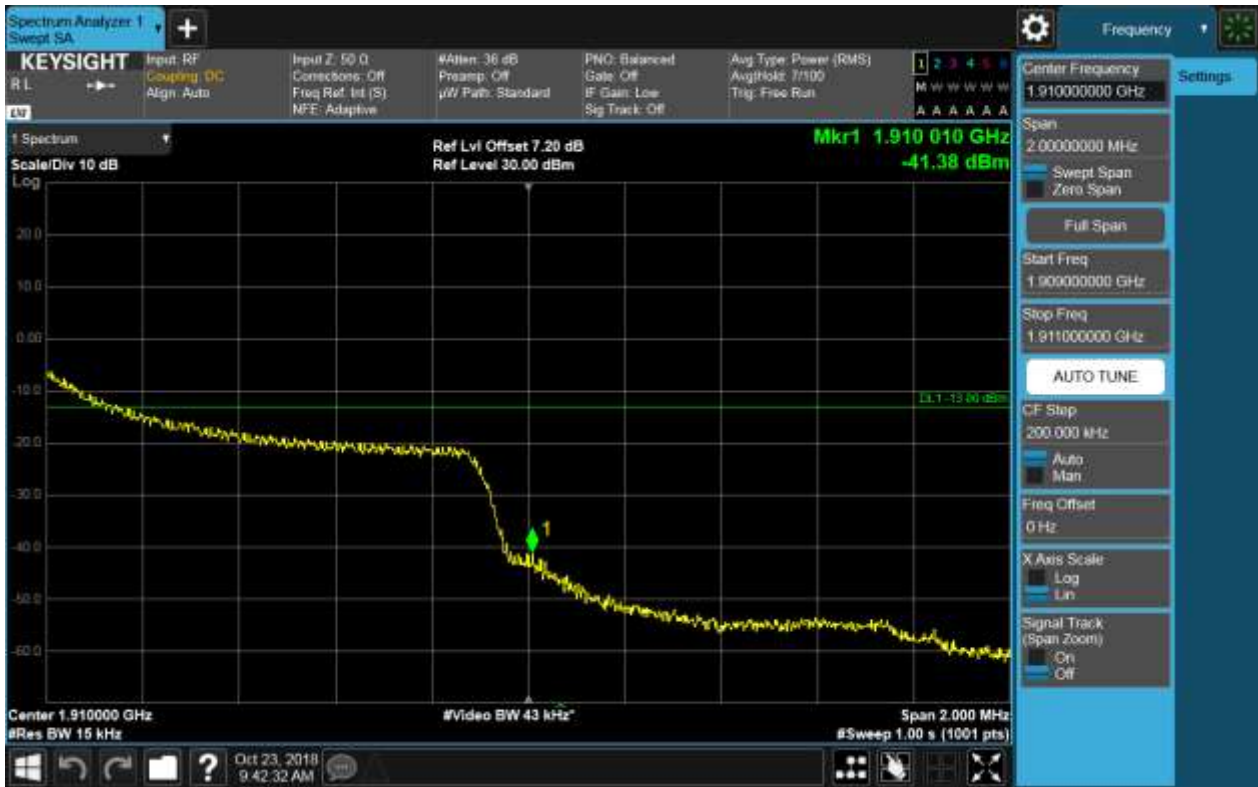 Spectrum Analyzer 1
Swept SA
+
Frequency
KEYSIGHT
R L
Input: RF
Coupling: DC
Align: Auto
Input Z: 50 Ω
Corrections: Off
Freq Ref: Int (S)
NFE: Adaptive
#Atten: 36 dB
Preamp: Off
µW Path: Standard
PNO: Balanced
Gate: Off
IF Gain: Low
Sig Track: Off
Avg Type: Power (RMS)
Avg|Hold: 7/100
Trig: Free Run
1 2 3 4 5 6
M W W W W W
A A A A A A
1 Spectrum
Scale/Div 10 dB
Log
Ref Lvl Offset 7.20 dB
Ref Level 30.00 dBm
Mkr1 1.910 010 GHz
-41.38 dBm
20.0
10.0
0.00
-10.0
DL1 -13.00 dBm
-20.0
-30.0
1
-40.0
-50.0
-60.0
Center 1.910000 GHz
#Res BW 15 kHz
#Video BW 43 kHz*
Span 2.000 MHz
#Sweep 1.00 s (1001 pts)
?
Oct 23, 2018
9:42:32 AM
Center Frequency
1.910000000 GHz
Settings
Span
2.00000000 MHz
Swept Span
Zero Span
Full Span
Start Freq
1.909000000 GHz
Stop Freq
1.911000000 GHz
AUTO TUNE
CF Step
200.000 kHz
Auto
Man
Freq Offset
0 Hz
X Axis Scale
Log
Lin
Signal Track
(Span Zoom)
On
Off